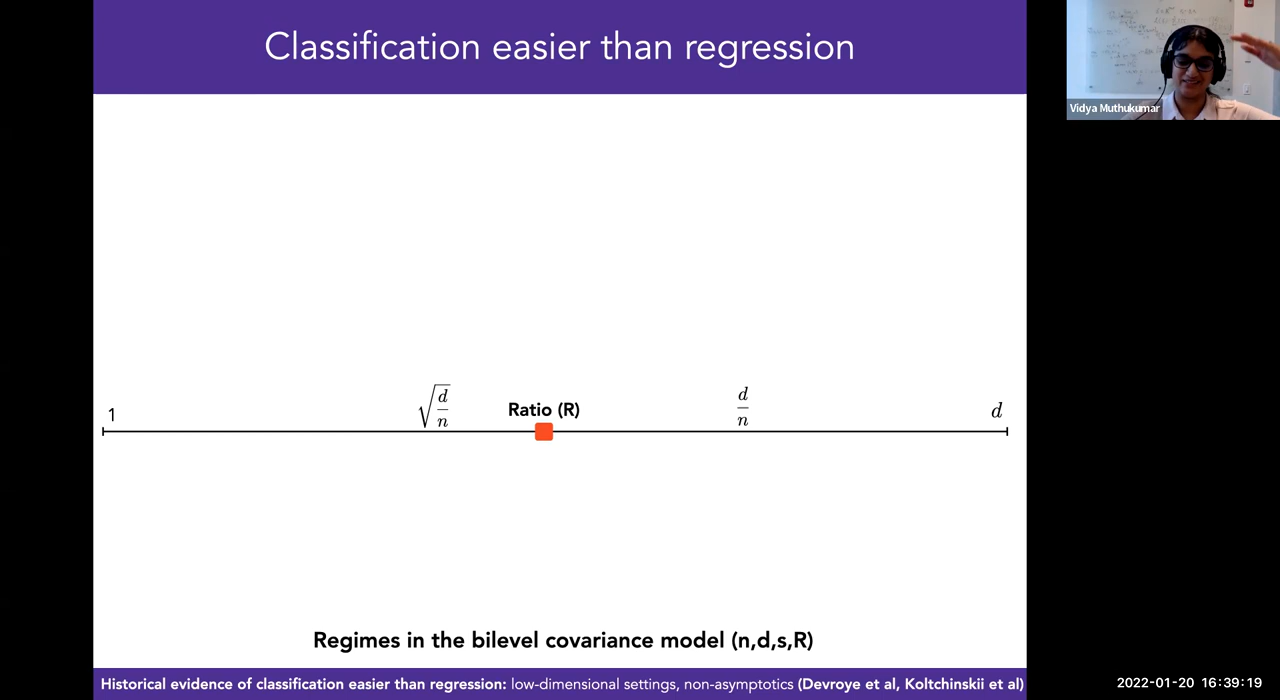 Classification easier than regression
Vidya Muthukumar
1
√(d/n)
Ratio (R)
d/n
d
Regimes in the bilevel covariance model (n,d,s,R)
Historical evidence of classification easier than regression: low-dimensional settings, non-asymptotics (Devroye et al, Koltchinskii et al)
2022-01-20 16:39:19